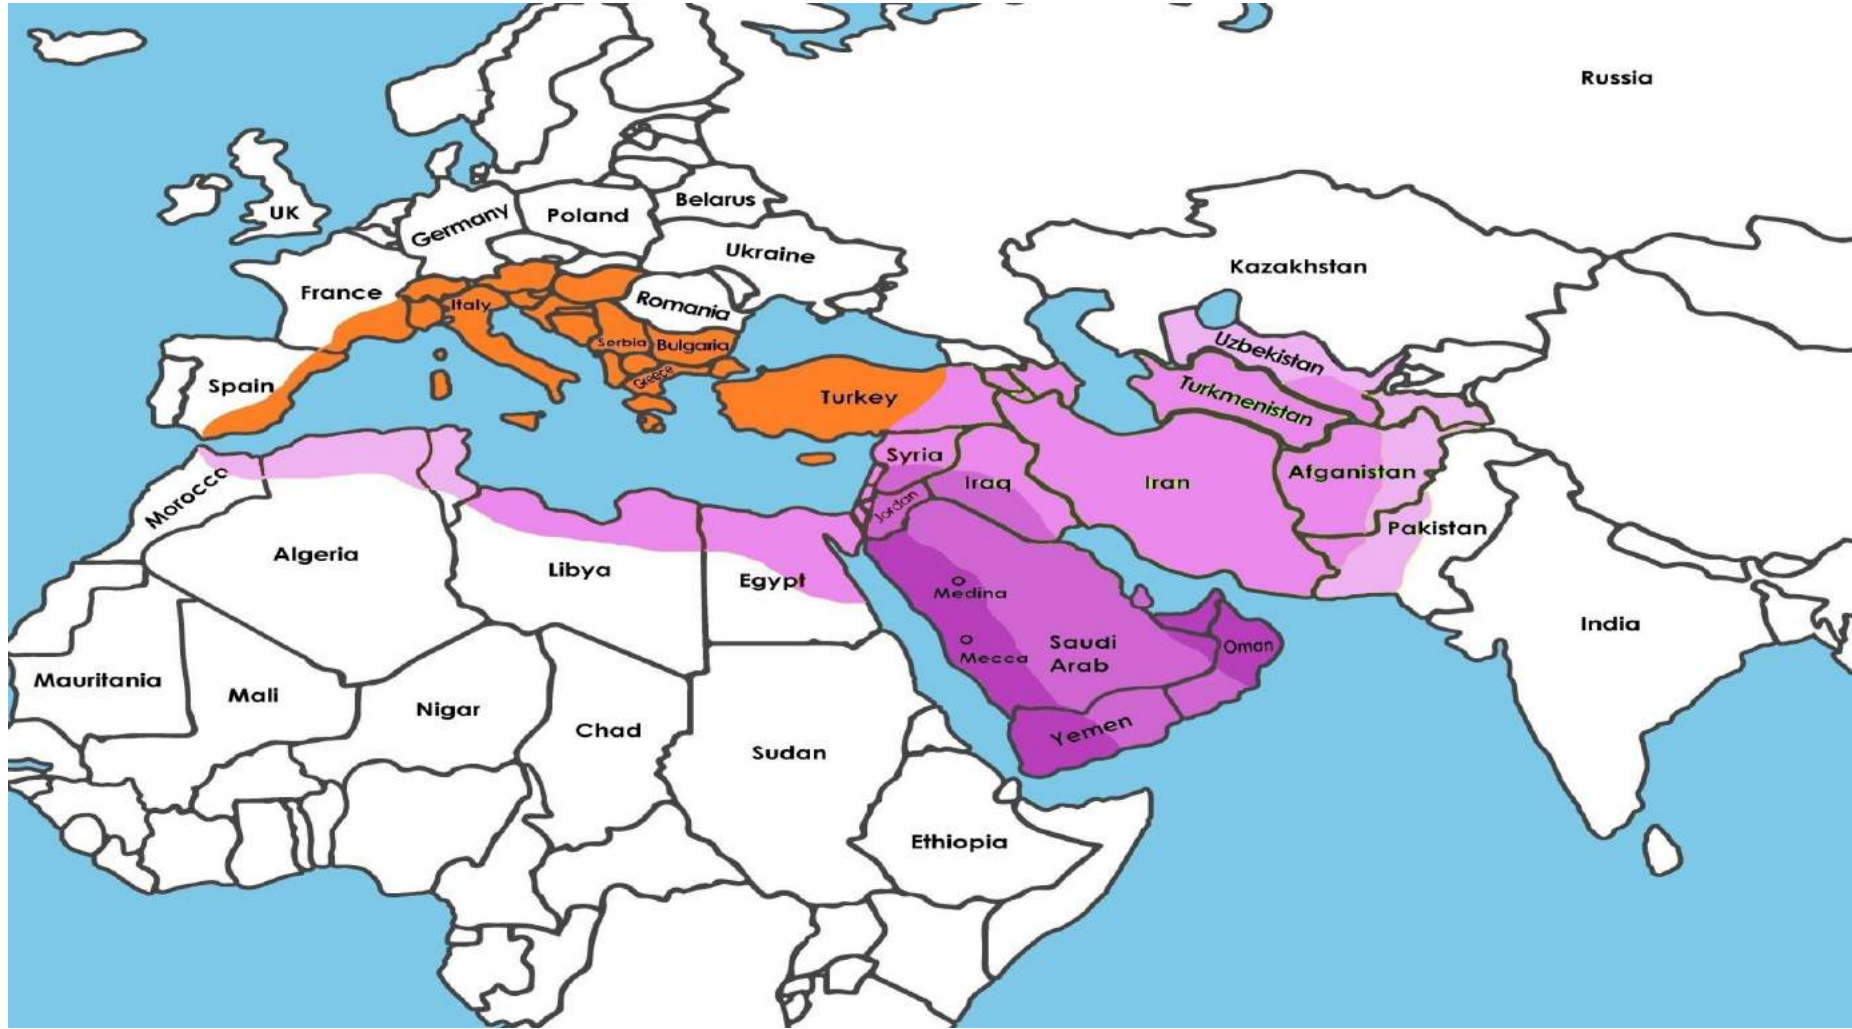 Russia
UK
Germany
Poland
Belarus
Ukraine
Kazakhstan
France
Italy
Romania
Serbia
Bulgaria
Uzbekistan
Spain
Greece
Turkey
Turkmenistan
Morocco
Syria
Iraq
Iran
Afganistan
Jordan
Pakistan
Algeria
Libya
Egypt
Medina
India
Mecca
Saudi
Arab
Oman
Mauritania
Mali
Nigar
Chad
Sudan
Yemen
Ethiopia